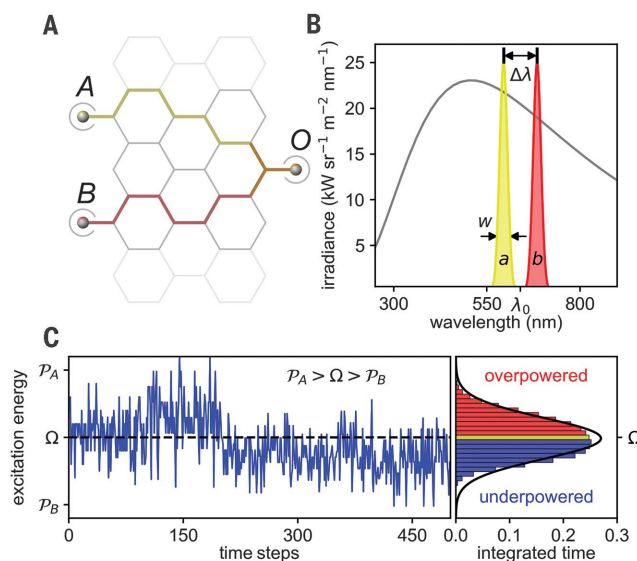 A
A
B
O
B
irradiance (kW sr⁻¹ m⁻² nm⁻¹)
25
20
15
10
5
Δλ
w
a
b
300
550
λ₀
800
wavelength (nm)
C
excitation energy
𝒫_A
Ω
𝒫_B
𝒫_A > Ω > 𝒫_B
0
150
300
450
time steps
overpowered
underpowered
Ω
0.0
0.1
0.2
0.3
integrated time